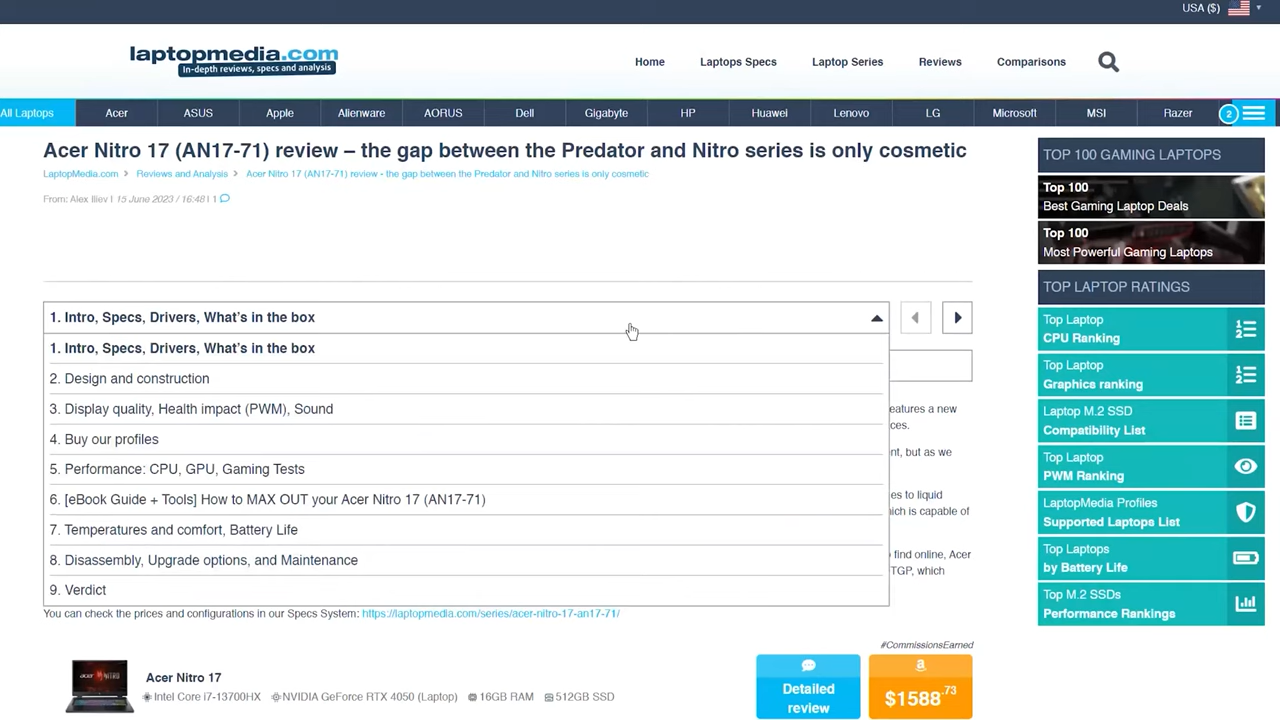 USA ($)
laptopmedia.com
In-depth reviews, specs and analysis
Home
Laptops Specs
Laptop Series
Reviews
Comparisons
All Laptops
Acer
ASUS
Apple
Alienware
AORUS
Dell
Gigabyte
HP
Huawei
Lenovo
LG
Microsoft
MSI
Razer
2
Acer Nitro 17 (AN17-71) review – the gap between the Predator and Nitro series is only cosmetic
LaptopMedia.com > Reviews and Analysis > Acer Nitro 17 (AN17-71) review - the gap between the Predator and Nitro series is only cosmetic
From: Alex Iliev | 15 June 2023 / 16:48 | 1
1. Intro, Specs, Drivers, What's in the box
1. Intro, Specs, Drivers, What's in the box
2. Design and construction
3. Display quality, Health impact (PWM), Sound
4. Buy our profiles
5. Performance: CPU, GPU, Gaming Tests
6. [eBook Guide + Tools] How to MAX OUT your Acer Nitro 17 (AN17-71)
7. Temperatures and comfort, Battery Life
8. Disassembly, Upgrade options, and Maintenance
9. Verdict
eatures a new
ces.
nt, but as we
es to liquid
hich is capable of
find online, Acer
TGP, which
You can check the prices and configurations in our Specs System: https://laptopmedia.com/series/acer-nitro-17-an17-71/
#CommissionsEarned
Acer Nitro 17
Intel Core i7-13700HX
NVIDIA GeForce RTX 4050 (Laptop)
16GB RAM
512GB SSD
Detailed
review
$1588.73
TOP 100 GAMING LAPTOPS
Top 100
Best Gaming Laptop Deals
Top 100
Most Powerful Gaming Laptops
TOP LAPTOP RATINGS
Top Laptop
CPU Ranking
Top Laptop
Graphics ranking
Laptop M.2 SSD
Compatibility List
Top Laptop
PWM Ranking
LaptopMedia Profiles
Supported Laptops List
Top Laptops
by Battery Life
Top M.2 SSDs
Performance Rankings